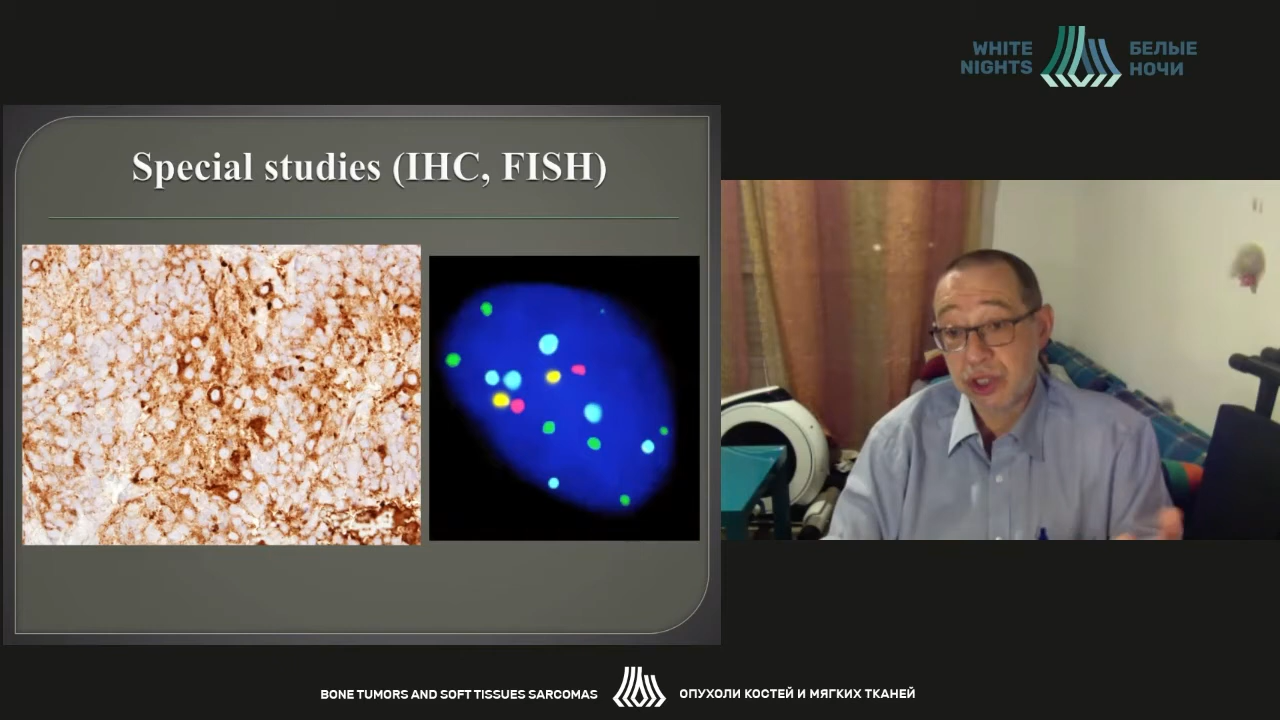 WHITE
NIGHTS
БЕЛЫЕ
НОЧИ
Special studies (IHC, FISH)
BONE TUMORS AND SOFT TISSUES SARCOMAS
ОПУХОЛИ КОСТЕЙ И МЯГКИХ ТКАНЕЙ